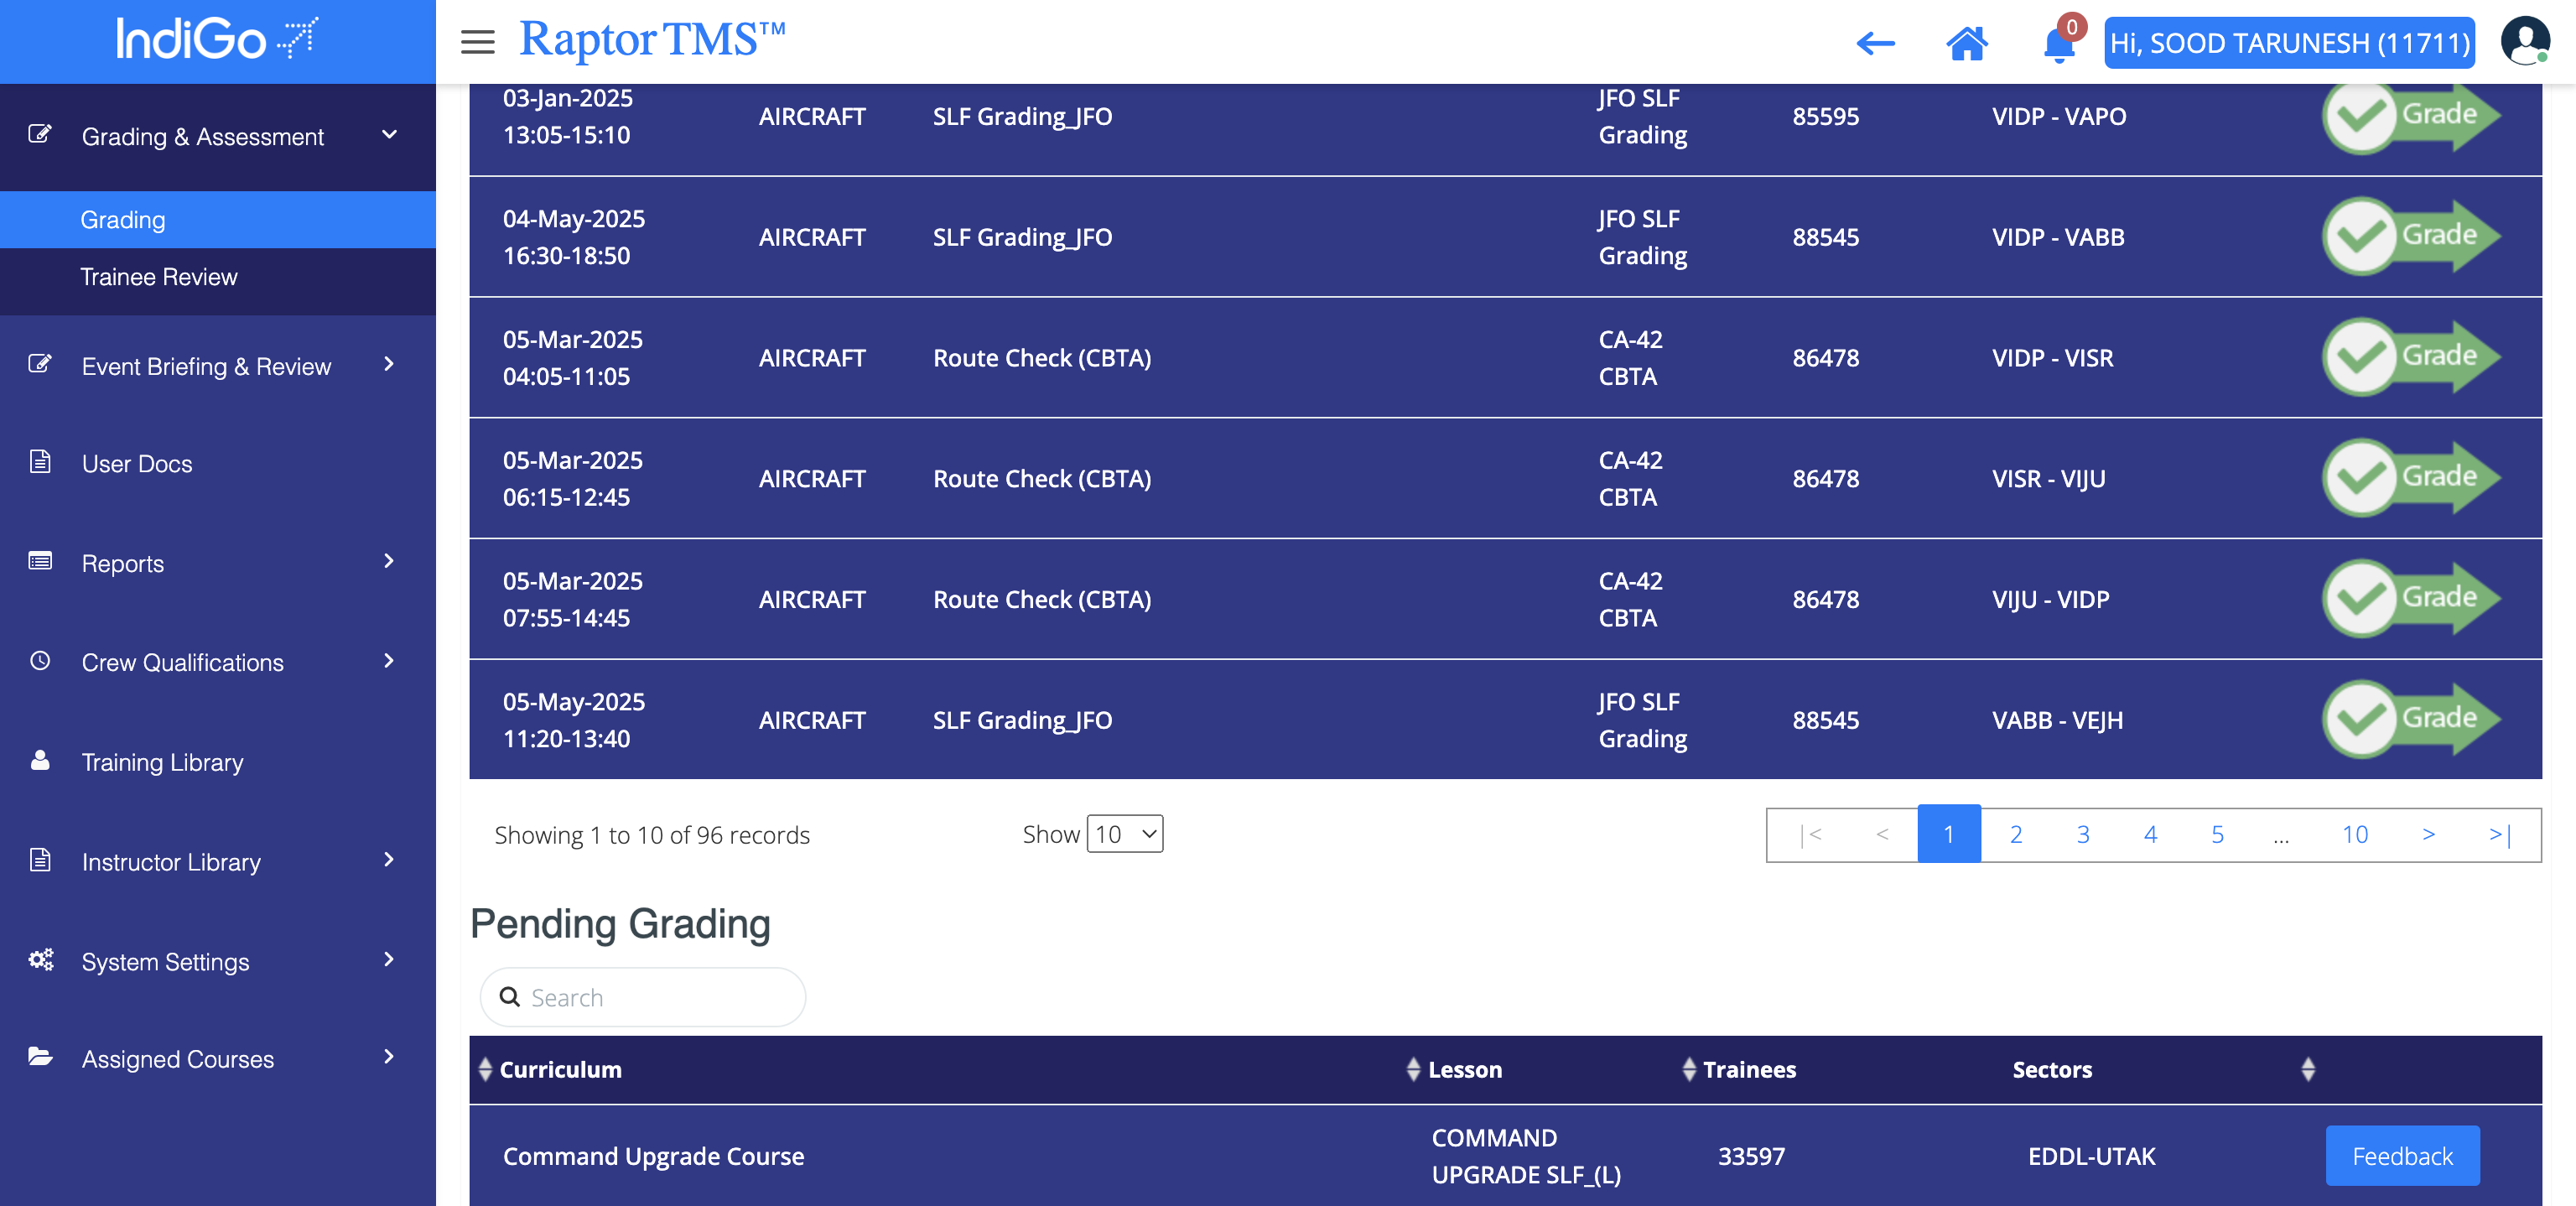 IndiGo
Raptor TMS™
0
Hi, SOOD TARUNESH (11711)
Grading & Assessment
Grading
Trainee Review
Event Briefing & Review
User Docs
Reports
Crew Qualifications
Training Library
Instructor Library
System Settings
Assigned Courses
03-Jan-2025
13:05-15:10
AIRCRAFT
SLF Grading_JFO
JFO SLF
Grading
85595
VIDP - VAPO
Grade
04-May-2025
16:30-18:50
AIRCRAFT
SLF Grading_JFO
JFO SLF
Grading
88545
VIDP - VABB
Grade
05-Mar-2025
04:05-11:05
AIRCRAFT
Route Check (CBTA)
CA-42
CBTA
86478
VIDP - VISR
Grade
05-Mar-2025
06:15-12:45
AIRCRAFT
Route Check (CBTA)
CA-42
CBTA
86478
VISR - VIJU
Grade
05-Mar-2025
07:55-14:45
AIRCRAFT
Route Check (CBTA)
CA-42
CBTA
86478
VIJU - VIDP
Grade
05-May-2025
11:20-13:40
AIRCRAFT
SLF Grading_JFO
JFO SLF
Grading
88545
VABB - VEJH
Grade
Showing 1 to 10 of 96 records
Show 10
|< < 1 2 3 4 5 ... 10 > >|
Pending Grading
Search
Curriculum Lesson Trainees Sectors
Command Upgrade Course
COMMAND
UPGRADE SLF_(L)
33597
EDDL-UTAK
Feedback